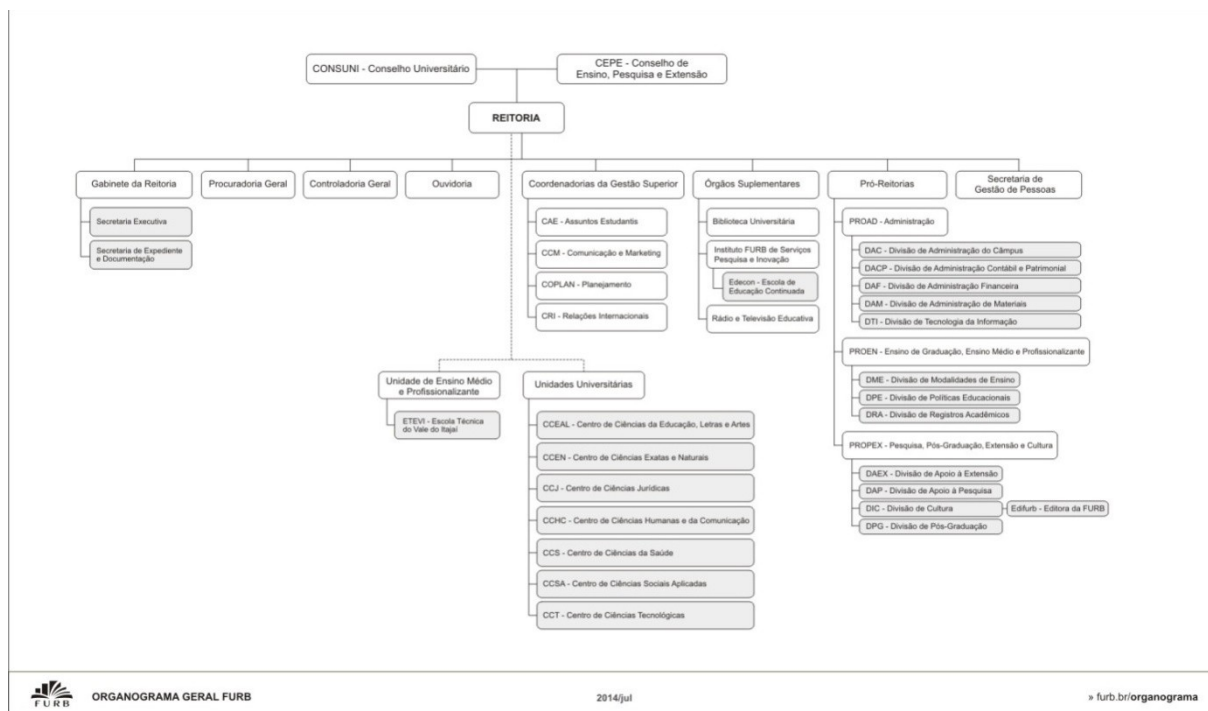 CONSUNI - Conselho Universitário
CEPE - Conselho de
Ensino, Pesquisa e Extensão
REITORIA
Gabinete da Reitoria
Secretaria Executiva
Secretaria de Expediente
e Documentação
Procuradoria Geral
Controladoria Geral
Ouvidoria
Coordenadorias da Gestão Superior
CAE - Assuntos Estudantis
CCM - Comunicação e Marketing
COPLAN - Planejamento
CRI - Relações Internacionais
Órgãos Suplementares
Biblioteca Universitária
Instituto FURB de Serviços
Pesquisa e Inovação
Edecon - Escola de
Educação Continuada
Rádio e Televisão Educativa
Pró-Reitorias
PROAD - Administração
DAC - Divisão de Administração do Câmpus
DACP - Divisão de Administração Contábil e Patrimonial
DAF - Divisão de Administração Financeira
DAM - Divisão de Administração de Materiais
DTI - Divisão de Tecnologia da Informação
PROEN - Ensino de Graduação, Ensino Médio e Profissionalizante
DME - Divisão de Modalidades de Ensino
DPE - Divisão de Políticas Educacionais
DRA - Divisão de Registros Acadêmicos
PROPEX - Pesquisa, Pós-Graduação, Extensão e Cultura
DAEX - Divisão de Apoio à Extensão
DAP - Divisão de Apoio à Pesquisa
DIC - Divisão de Cultura
Edifurb - Editora da FURB
DPG - Divisão de Pós-Graduação
Secretaria de
Gestão de Pessoas
Unidade de Ensino Médio
e Profissionalizante
ETEVI - Escola Técnica
do Vale do Itajaí
Unidades Universitárias
CCEAL - Centro de Ciências da Educação, Letras e Artes
CCEN - Centro de Ciências Exatas e Naturais
CCJ - Centro de Ciências Jurídicas
CCHC - Centro de Ciências Humanas e da Comunicação
CCS - Centro de Ciências da Saúde
CCSA - Centro de Ciências Sociais Aplicadas
CCT - Centro de Ciências Tecnológicas
FURB
ORGANOGRAMA GERAL FURB
2014/jul
» furb.br/organograma